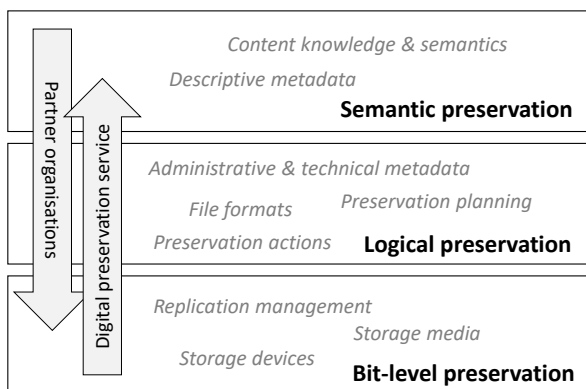 Partner organisations
Digital preservation service
Content knowledge & semantics
Descriptive metadata
Semantic preservation
Administrative & technical metadata
File formats
Preservation planning
Preservation actions
Logical preservation
Replication management
Storage media
Storage devices
Bit-level preservation